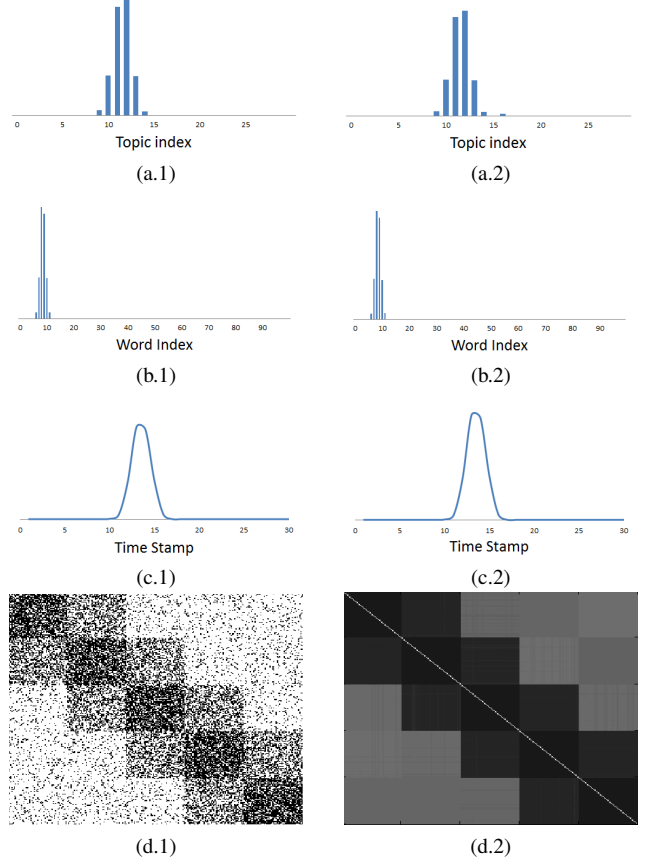 0 5 10 15 20 25
Topic index
(a.1)
0 5 10 15 20 25
Topic index
(a.2)
0 10 20 30 40 50 60 70 80 90
Word Index
(b.1)
0 10 20 30 40 50 60 70 80 90
Word Index
(b.2)
0 5 10 15 20 25 30
Time Stamp
(c.1)
0 5 10 15 20 25 30
Time Stamp
(c.2)
(d.1)
(d.2)